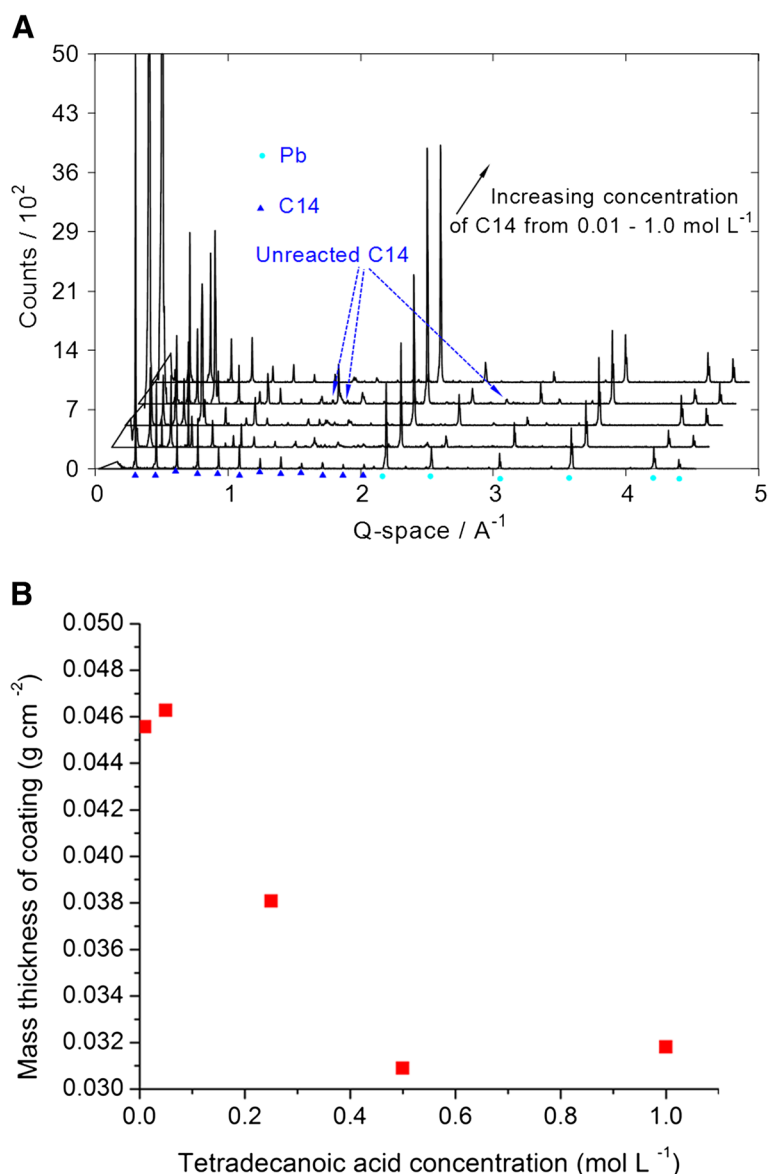 A
50
43
36
29
21
14
7
0
Counts / 10²
Pb
C14
Unreacted C14
Increasing concentration
of C14 from 0.01 - 1.0 mol L⁻¹
0 1 2 3 4 5
Q-space / A⁻¹
B
0.050
0.048
0.046
0.044
0.042
0.040
0.038
0.036
0.034
0.032
0.030
Mass thickness of coating (g cm ⁻²)
0.0 0.2 0.4 0.6 0.8 1.0
Tetradecanoic acid concentration (mol L ⁻¹)